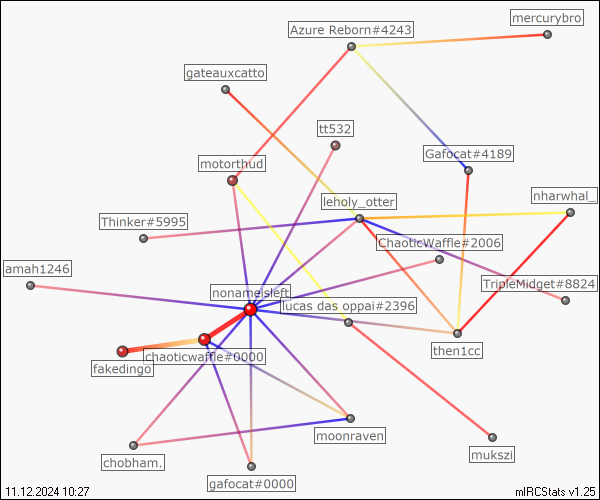 mercurybro
Azure Reborn#4243
gateauxcatto
tt532
Gafocat#4189
motorthud
nharwhal_
leholy_otter
Thinker#5995
ChaoticWaffle#2006
amah1246
TripleMidget#8824
nonameisleft
lucas das oppai#2396
then1cc
chaoticwaffle#0000
fakedingo
moonraven
mukszi
chobham.
gafocat#0000
11.12.2024 10:27
mIRCStats v1.25